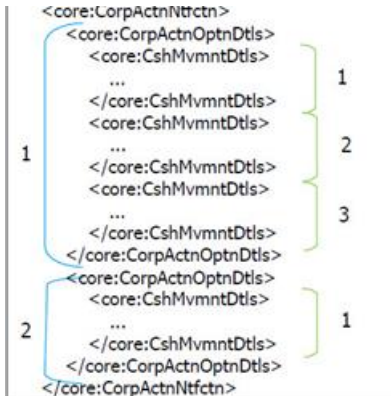 <core:CorpActnNtfctn>
<core:CorpActnOptnDtls>
<core:CshMvmntDtls>
...
1
</core:CshMvmntDtls>
<core:CshMvmntDtls>
...
2
</core:CshMvmntDtls>
1
<core:CshMvmntDtls>
...
3
</core:CshMvmntDtls>
</core:CorpActnOptnDtls>
<core:CorpActnOptnDtls>
<core:CshMvmntDtls>
...
1
2
</core:CshMvmntDtls>
</core:CorpActnOptnDtls>
</core:CorpActnNtfctn>